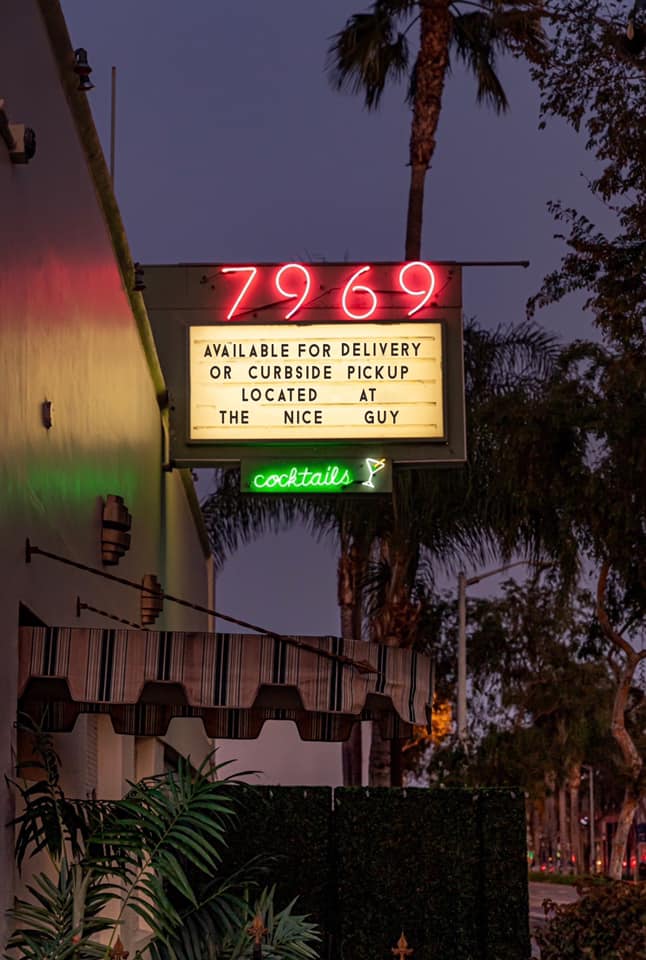 7969
AVAILABLE FOR DELIVERY
OR CURBSIDE PICKUP
LOCATED AT
THE NICE GUY
cocktails